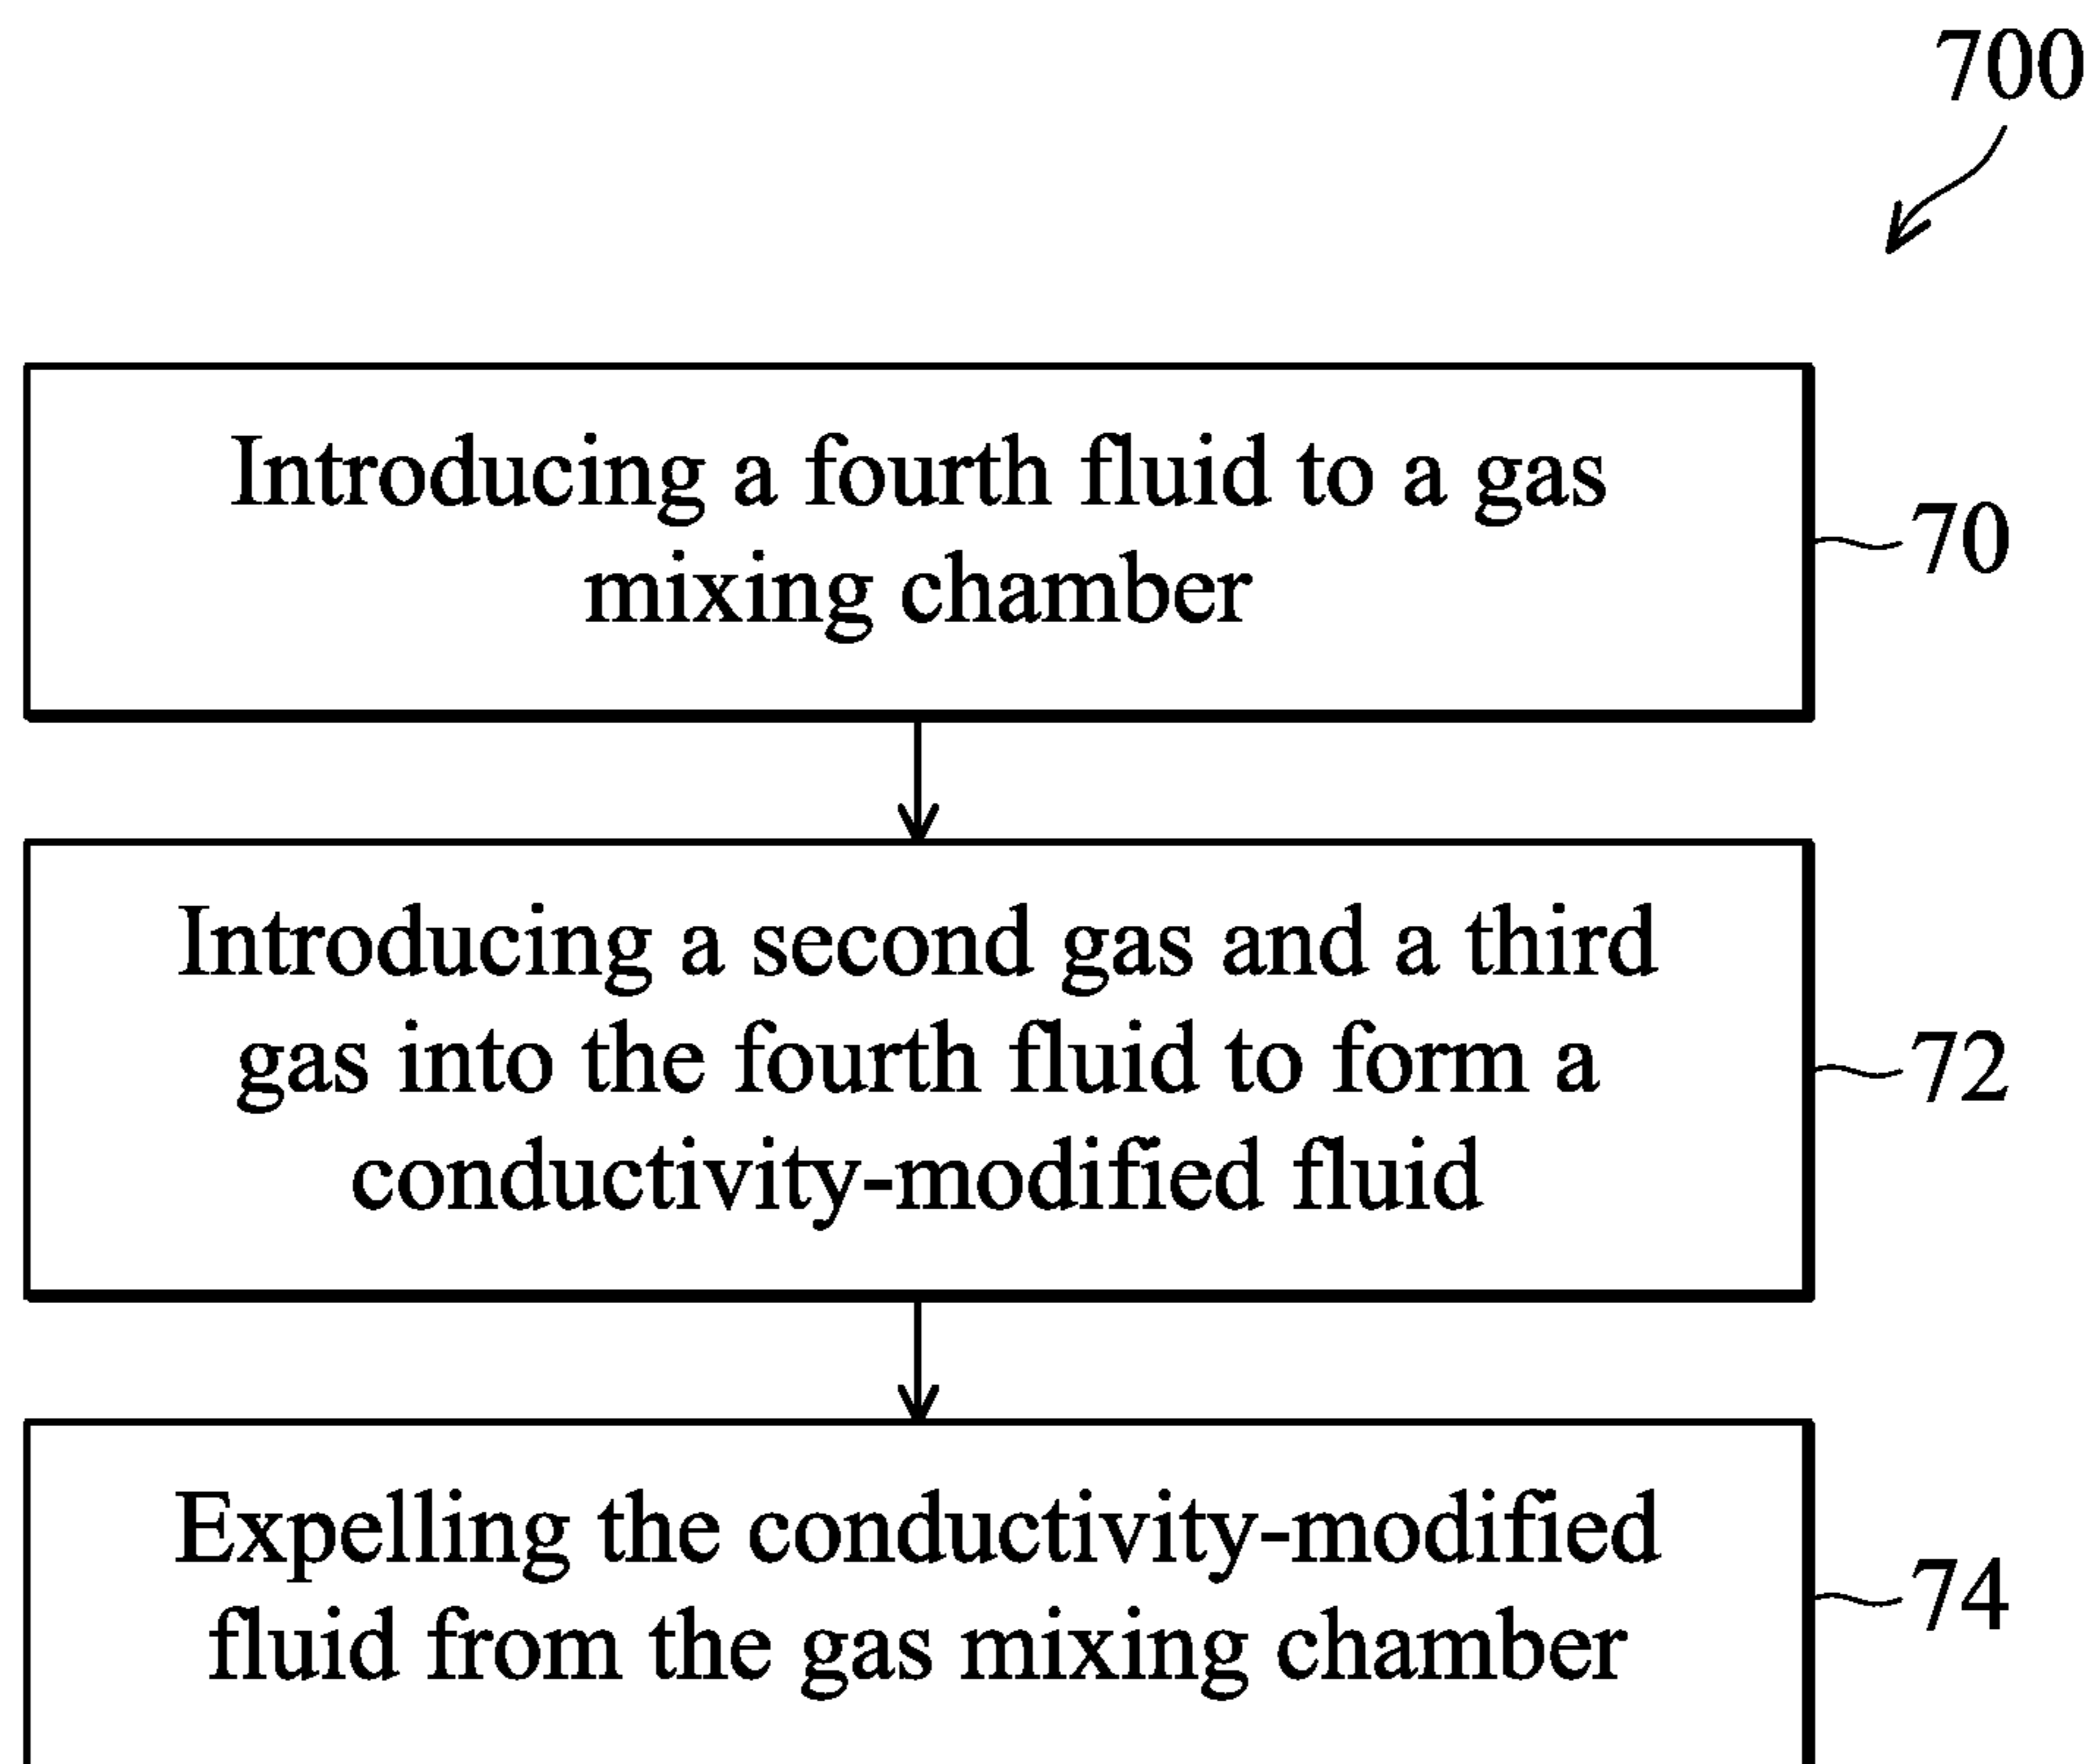 700
Introducing a fourth fluid to a gas
mixing chamber
70
Introducing a second gas and a third
gas into the fourth fluid to form a
conductivity-modified fluid
72
Expelling the conductivity-modified
fluid from the gas mixing chamber
74